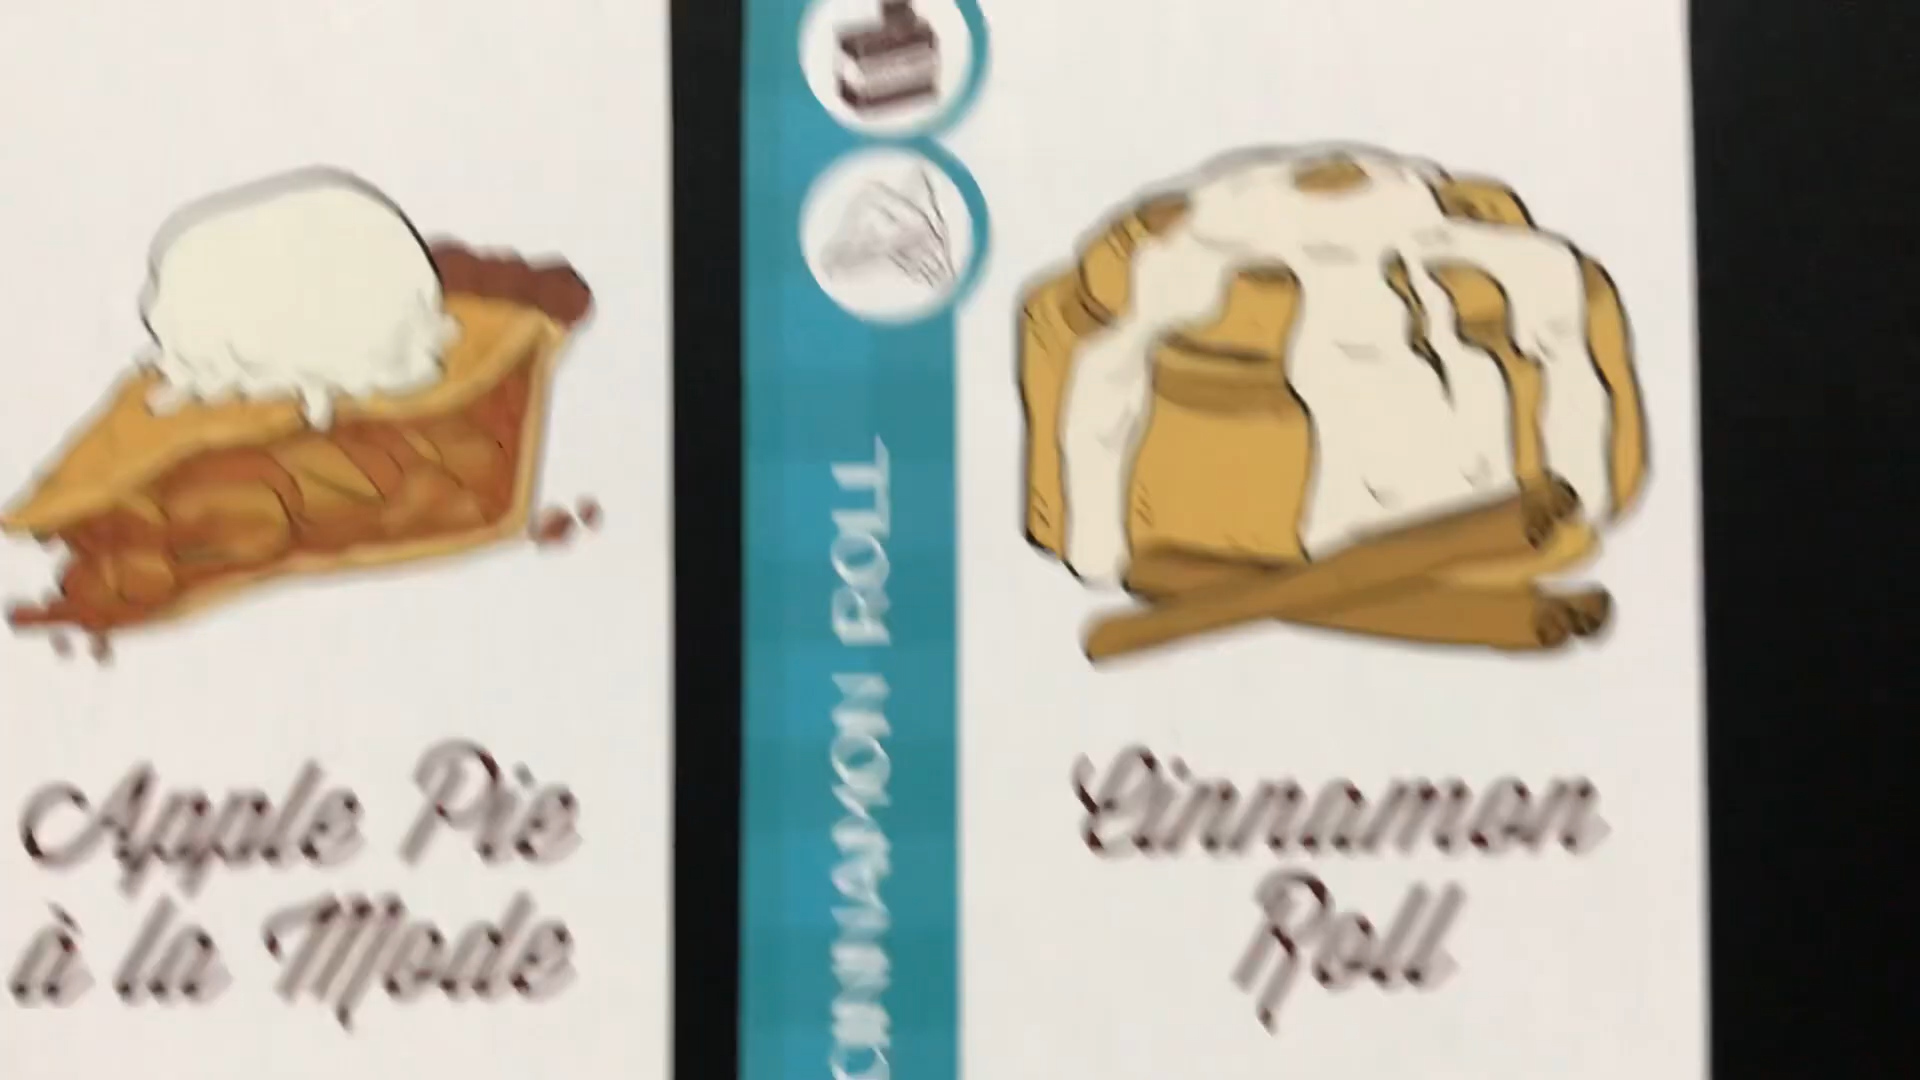 Apple Pie
à la Mode
CINNAMON ROLL
Cinnamon
Roll